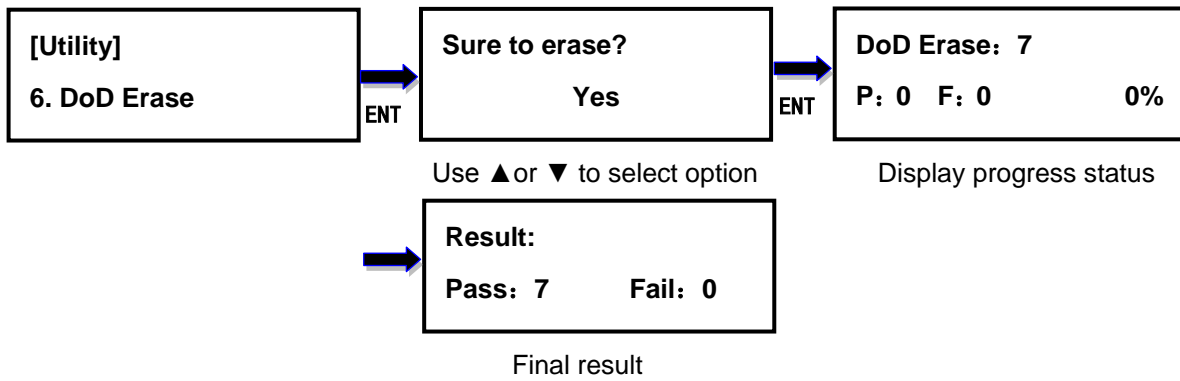 [Utility]
6. DoD Erase
ENT
Sure to erase?
Yes
ENT
DoD Erase：7
P：0 F：0 0%
Use ▲or ▼ to select option
Display progress status
Result:
Pass：7 Fail：0
Final result